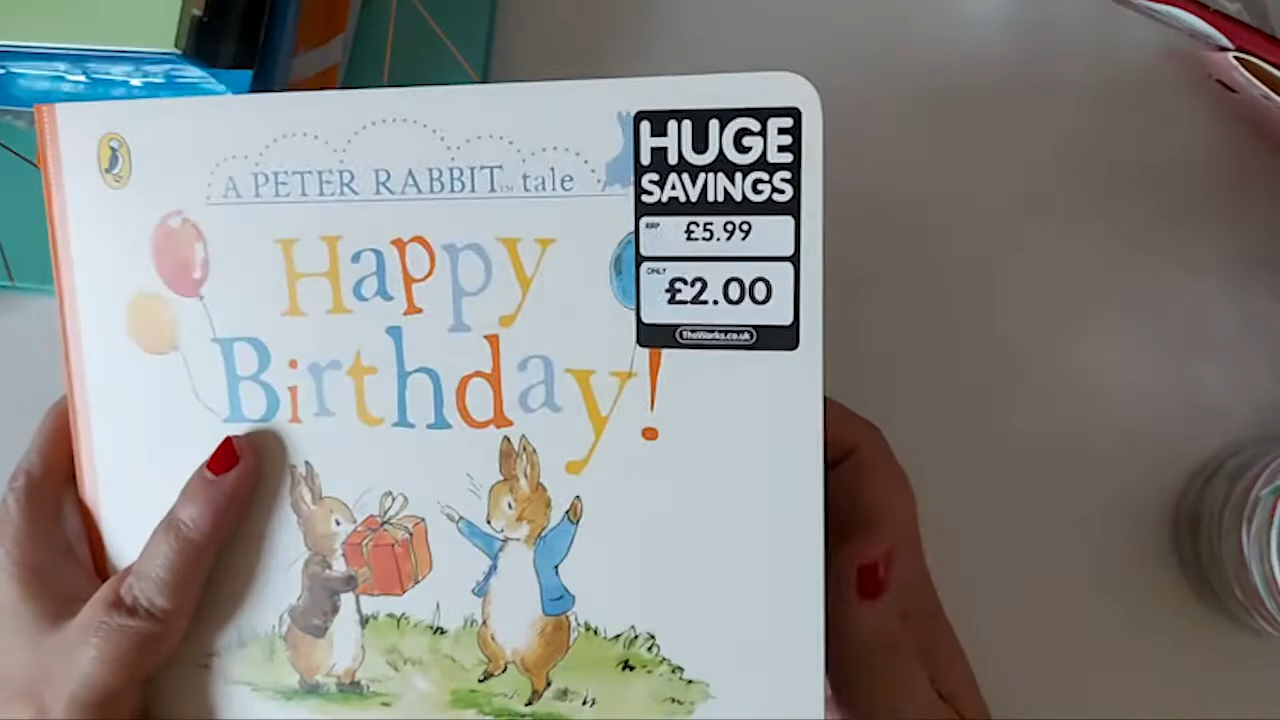 A PETER RABBIT™ tale
Happy
Birthday!
HUGE
SAVINGS
RRP £5.99
ONLY £2.00
TheWorks.co.uk